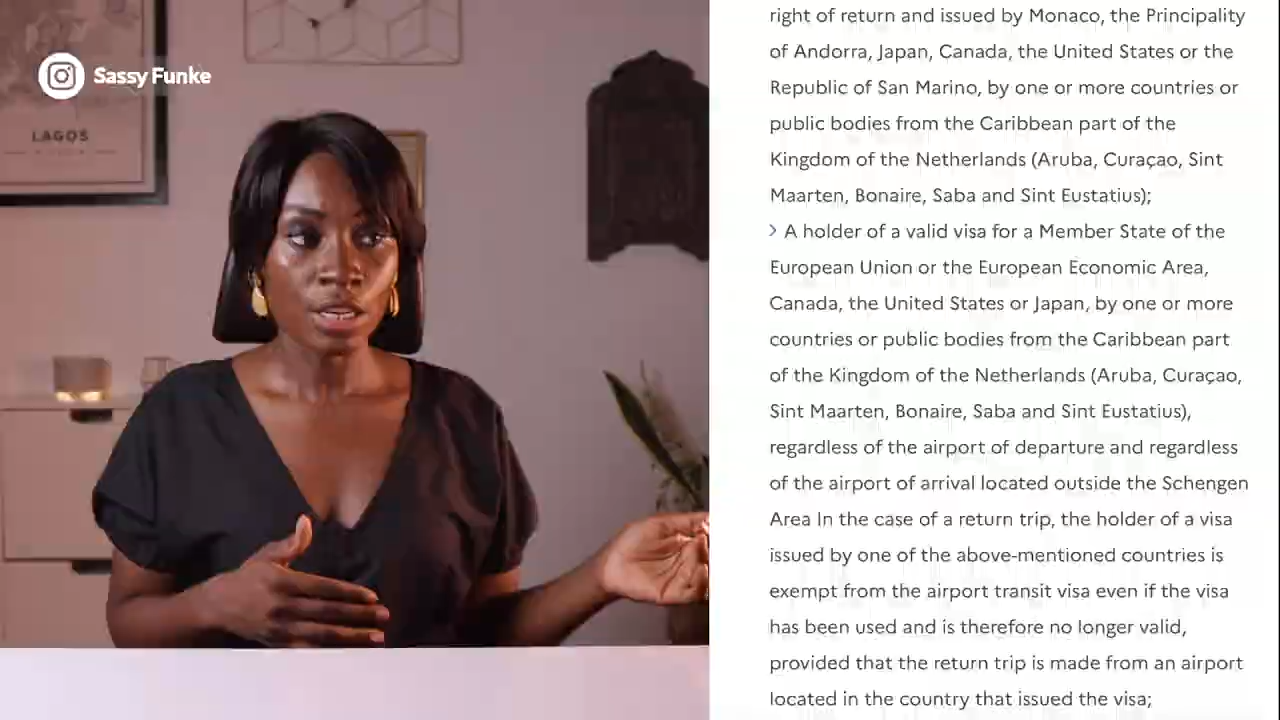 Sassy Funke
LAGOS
right of return and issued by Monaco, the Principality
of Andorra, Japan, Canada, the United States or the
Republic of San Marino, by one or more countries or
public bodies from the Caribbean part of the
Kingdom of the Netherlands (Aruba, Curaçao, Sint
Maarten, Bonaire, Saba and Sint Eustatius);
> A holder of a valid visa for a Member State of the
European Union or the European Economic Area,
Canada, the United States or Japan, by one or more
countries or public bodies from the Caribbean part
of the Kingdom of the Netherlands (Aruba, Curaçao,
Sint Maarten, Bonaire, Saba and Sint Eustatius),
regardless of the airport of departure and regardless
of the airport of arrival located outside the Schengen
Area In the case of a return trip, the holder of a visa
issued by one of the above-mentioned countries is
exempt from the airport transit visa even if the visa
has been used and is therefore no longer valid,
provided that the return trip is made from an airport
located in the country that issued the visa;